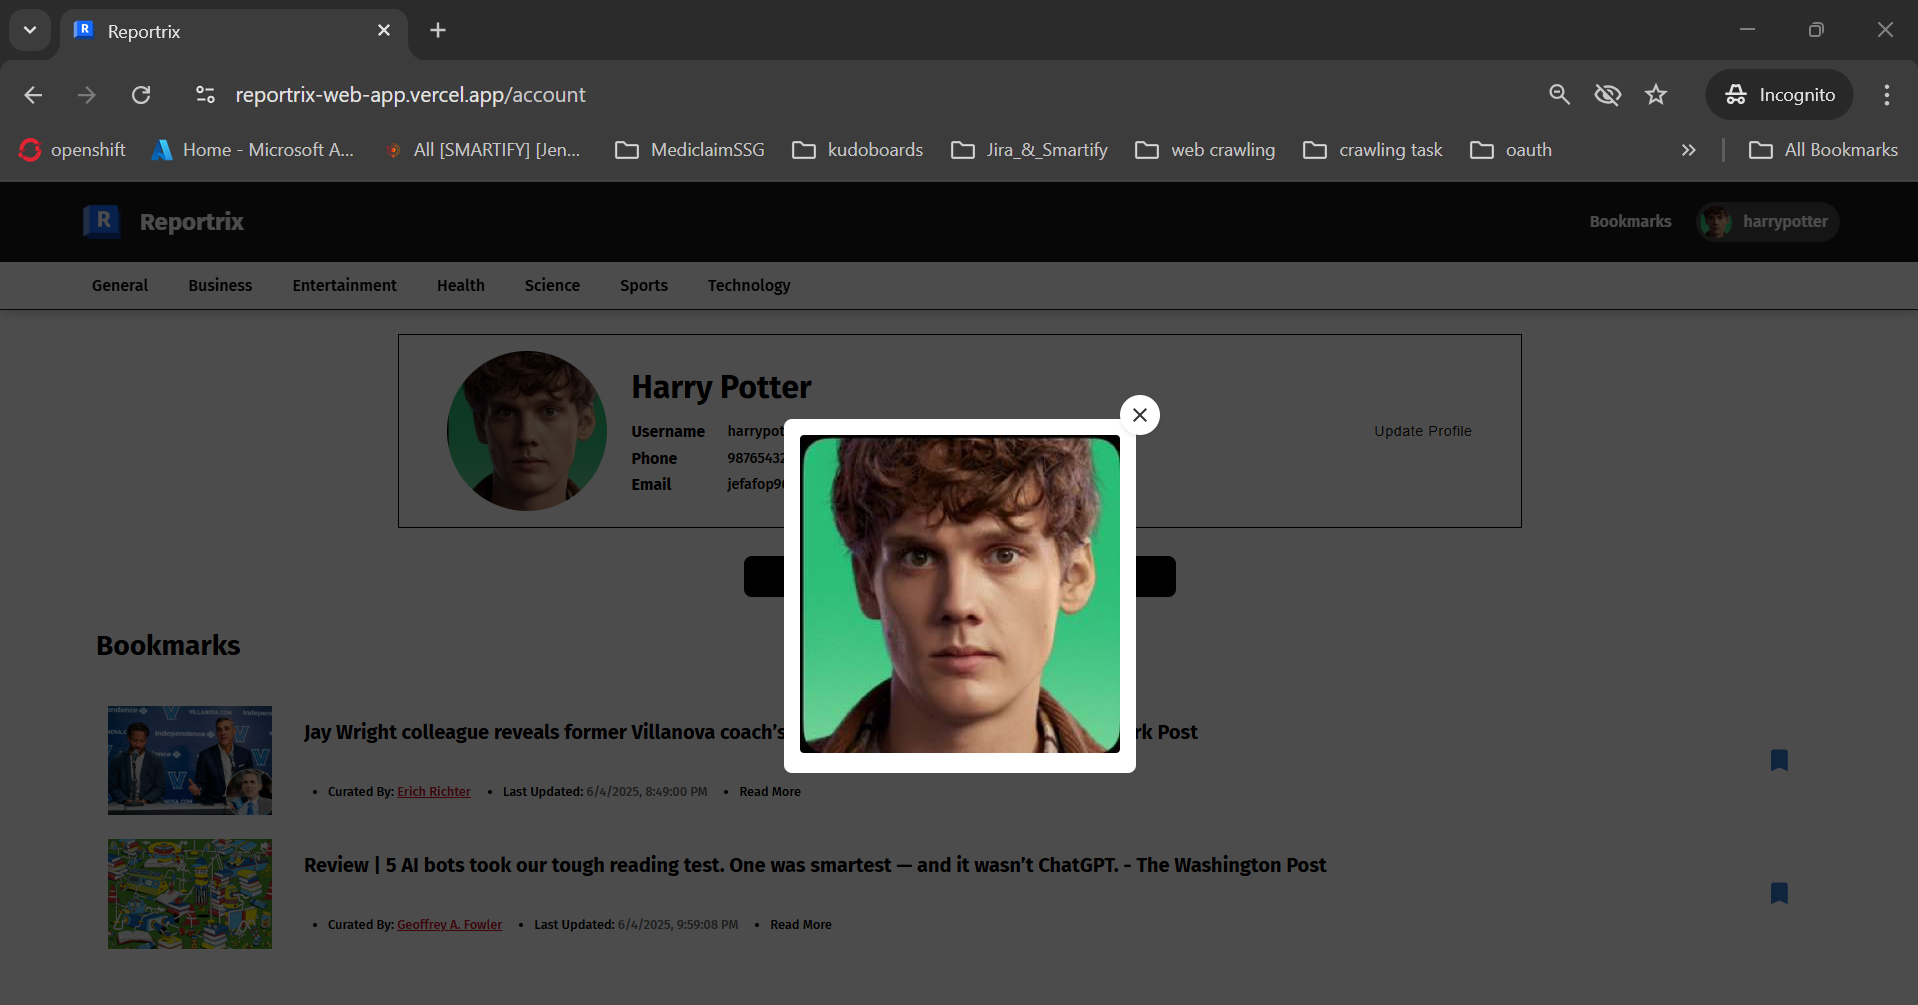 R Reportrix
reportrix-web-app.vercel.app/account
Incognito
openshift Home - Microsoft A... All [SMARTIFY] [Jen... MediclaimSSG kudoboards Jira_&_Smartify web crawling crawling task oauth » All Bookmarks
R Reportrix Bookmarks harrypotter
General Business Entertainment Health Science Sports Technology
Harry Potter
Username harrypot
Update Profile
Phone 9876543
Email jefafop9
Bookmarks
Jay Wright colleague reveals former Villanova coach's rk Post
• Curated By: Erich Richter • Last Updated: 6/4/2025, 8:49:00 PM • Read More
Review | 5 AI bots took our tough reading test. One was smartest — and it wasn’t ChatGPT. - The Washington Post
• Curated By: Geoffrey A. Fowler • Last Updated: 6/4/2025, 9:59:08 PM • Read More